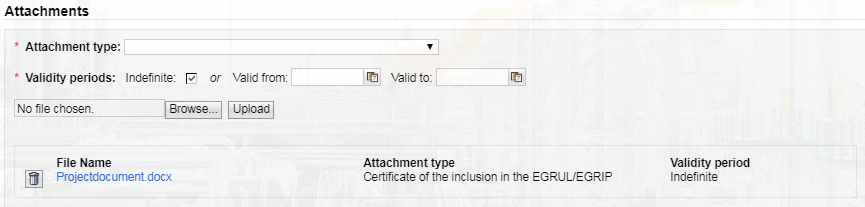 Attachments
* Attachment type:
* Validity periods: Indefinite: or Valid from: Valid to:
No file chosen. Browse... Upload
File Name Attachment type Validity period
Projectdocument.docx Certificate of the inclusion in the EGRUL/EGRIP Indefinite